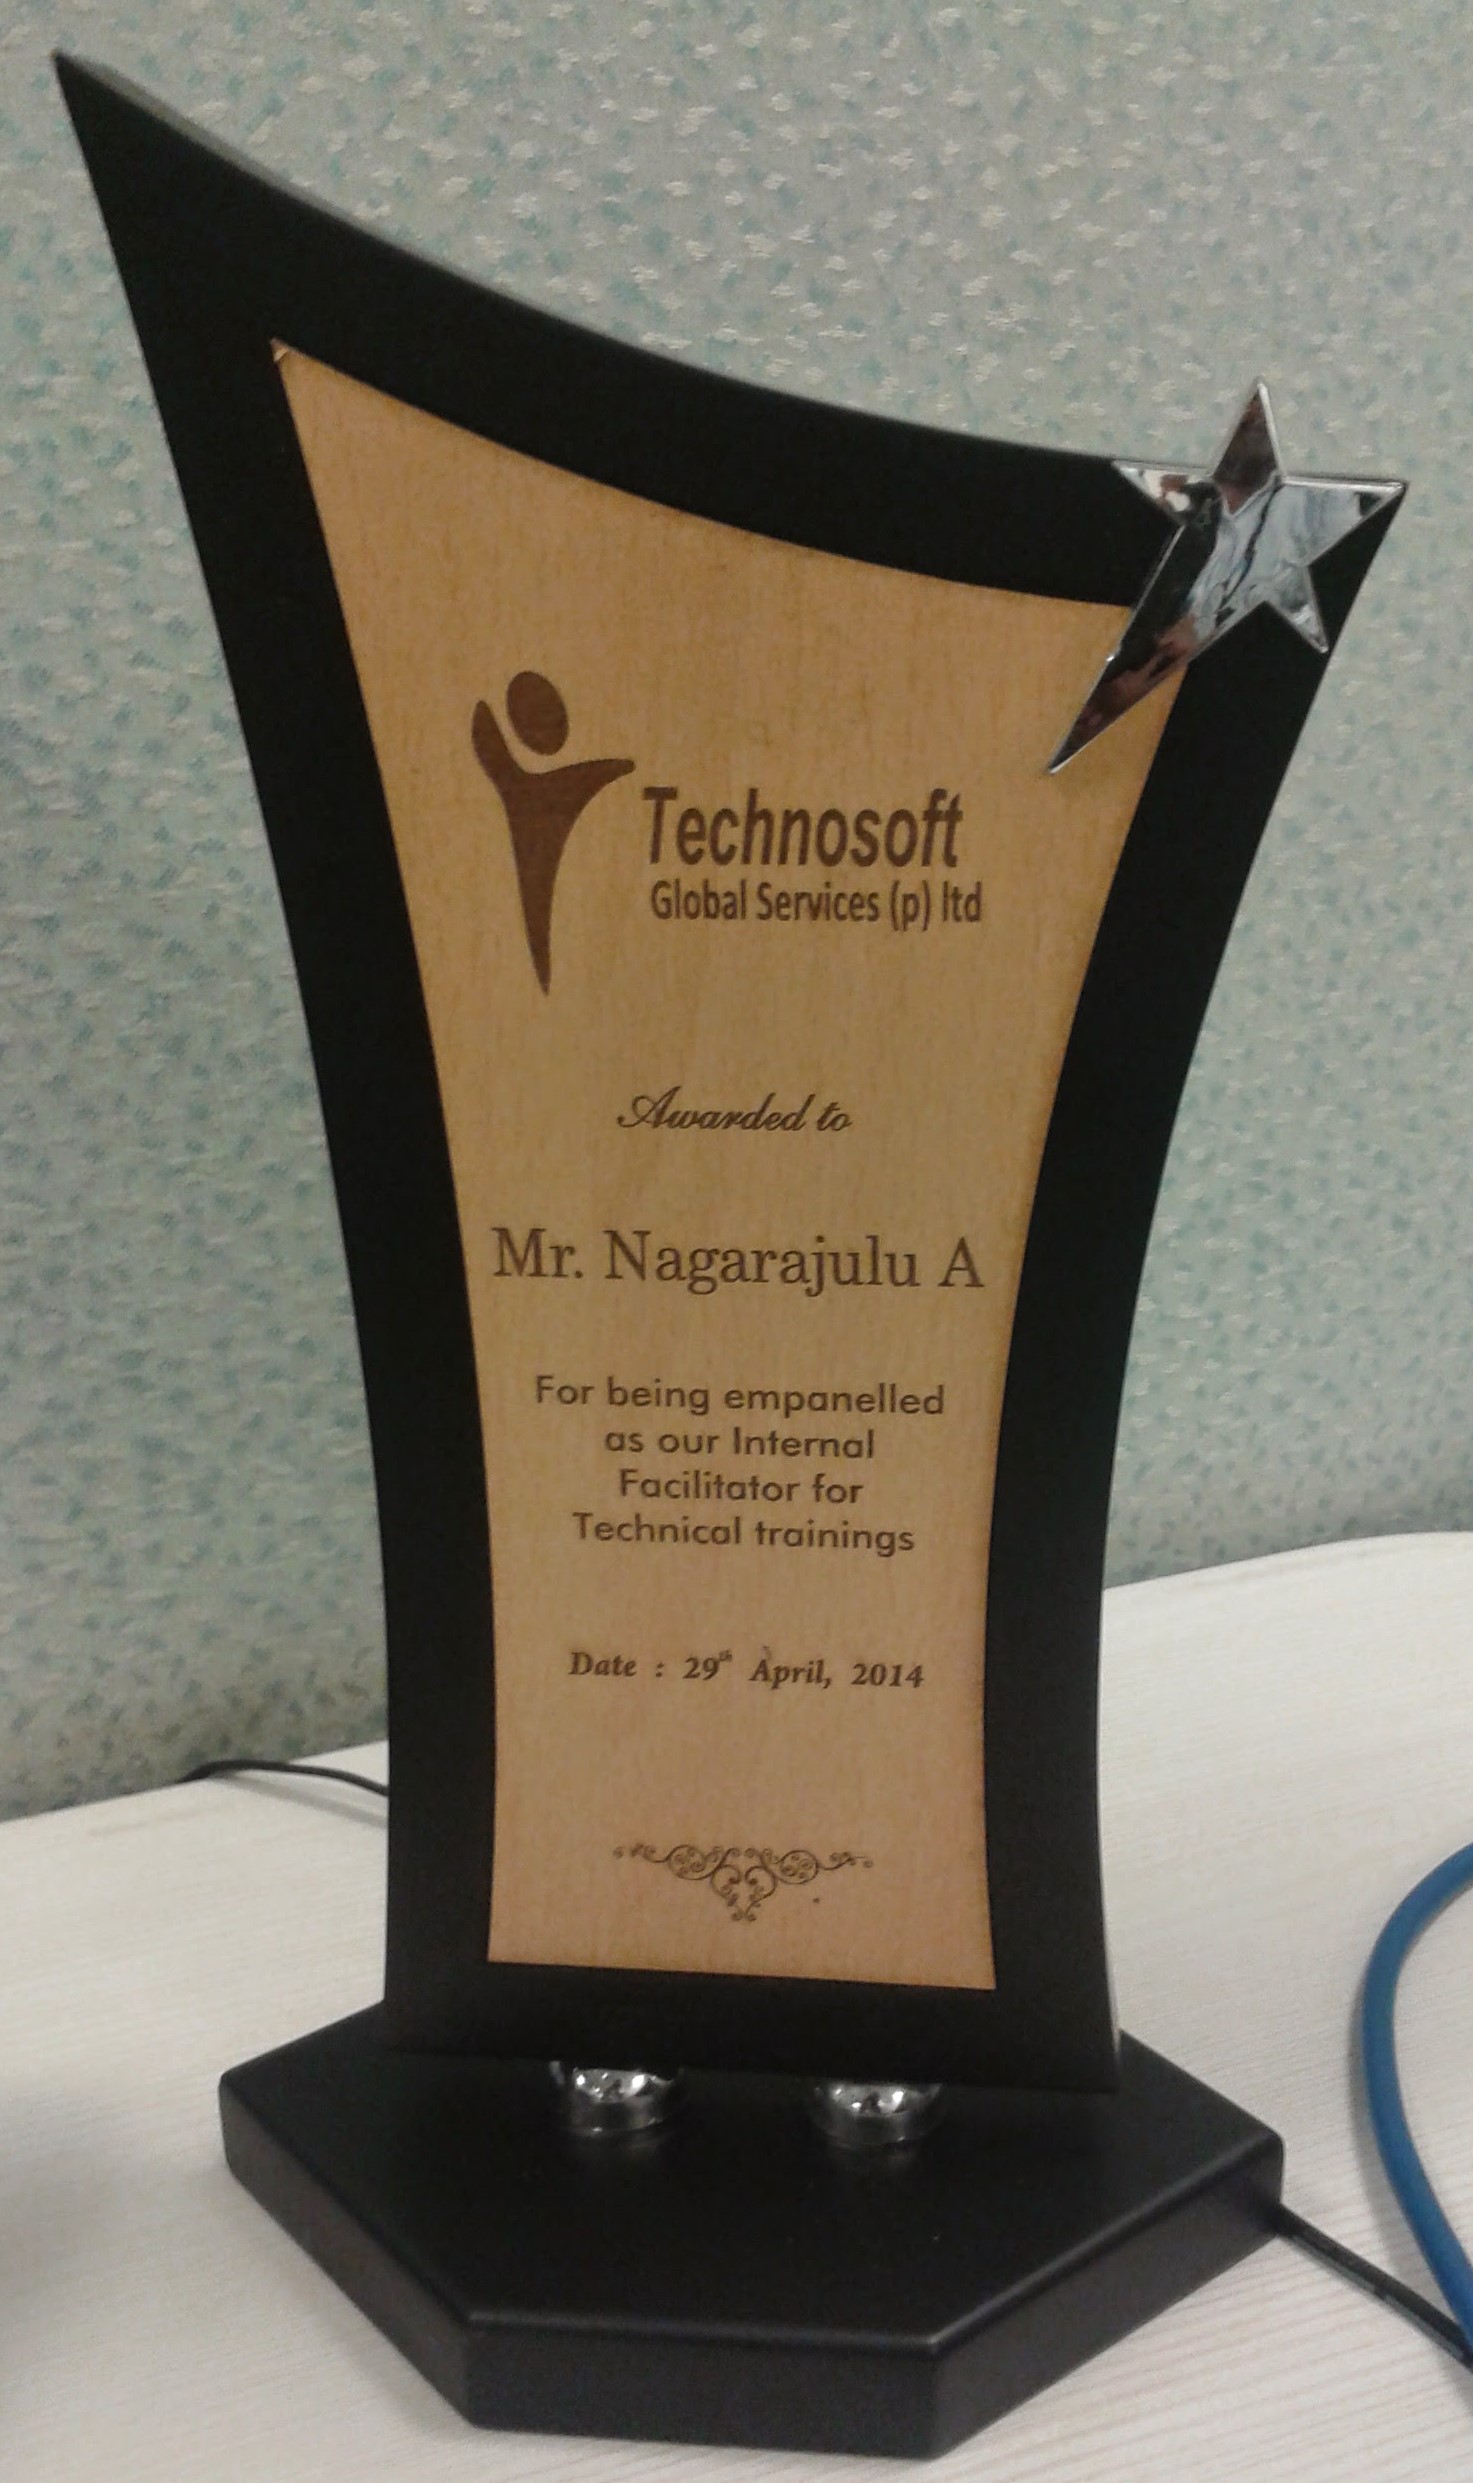 Technosoft
Global Services (p) ltd
Awarded to
Mr. Nagarajulu A
For being empanelled
as our Internal
Facilitator for
Technical trainings
Date : 29th April, 2014